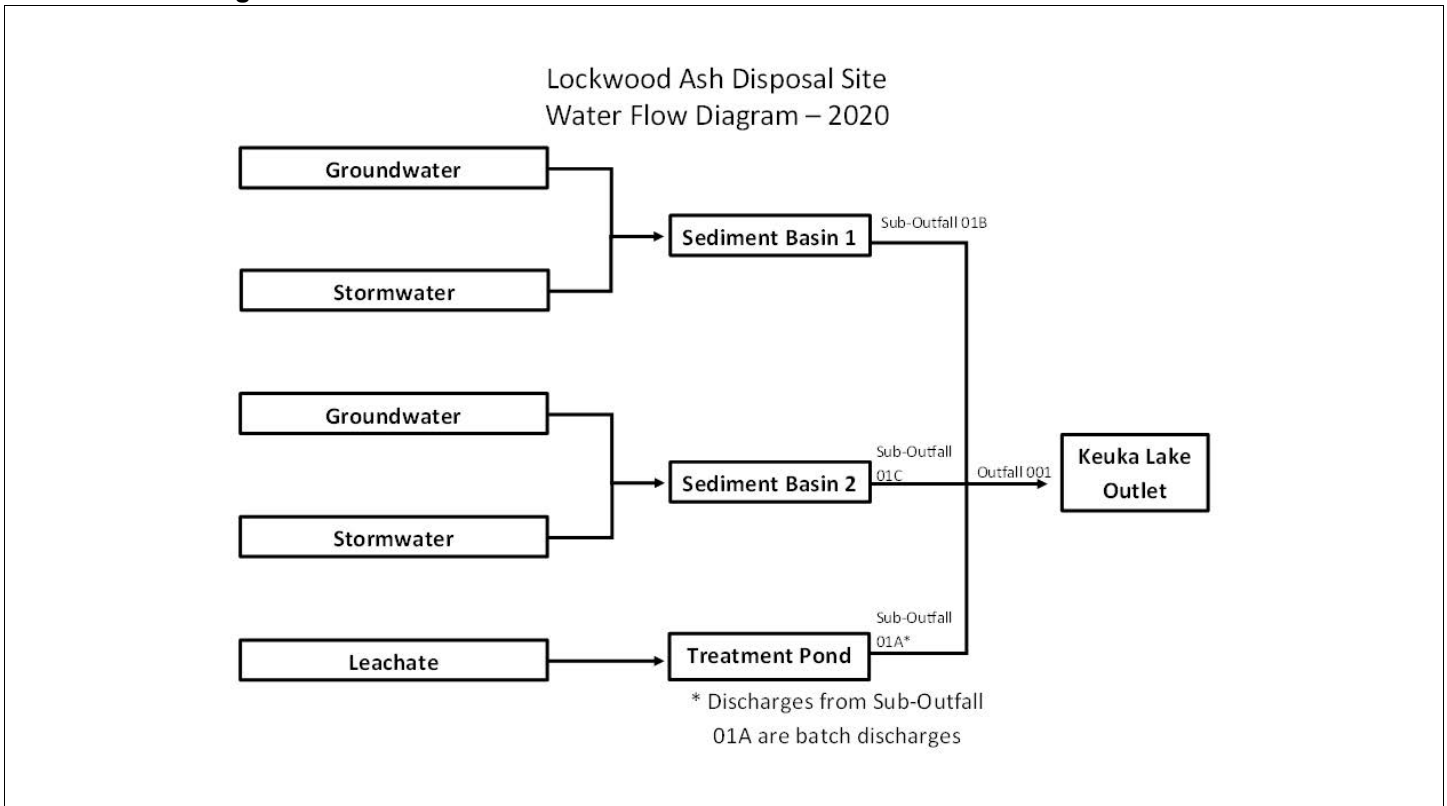 Lockwood Ash Disposal Site
Water Flow Diagram – 2020
Groundwater
Stormwater
Sediment Basin 1
Sub-Outfall 01B
Groundwater
Stormwater
Sediment Basin 2
Sub-Outfall
01C
Outfall 001
Keuka Lake
Outlet
Leachate
Treatment Pond
Sub-Outfall
01A*
* Discharges from Sub-Outfall
01A are batch discharges